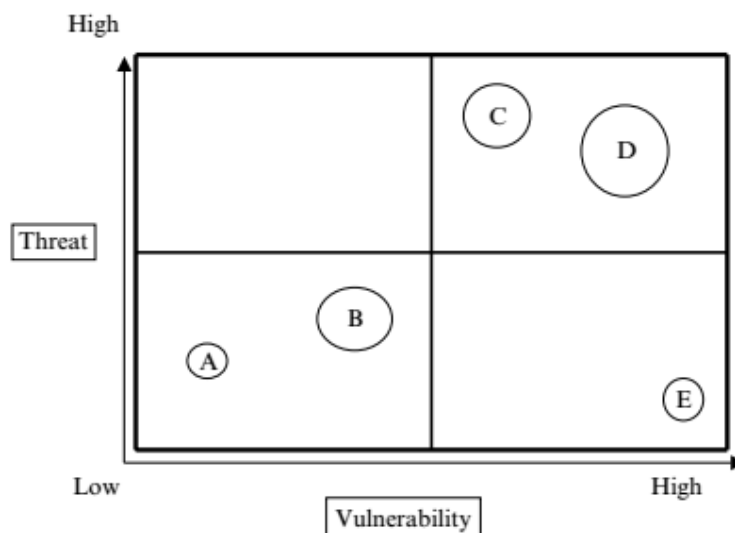 High
C
D
Threat
B
A
E
Low
High
Vulnerability